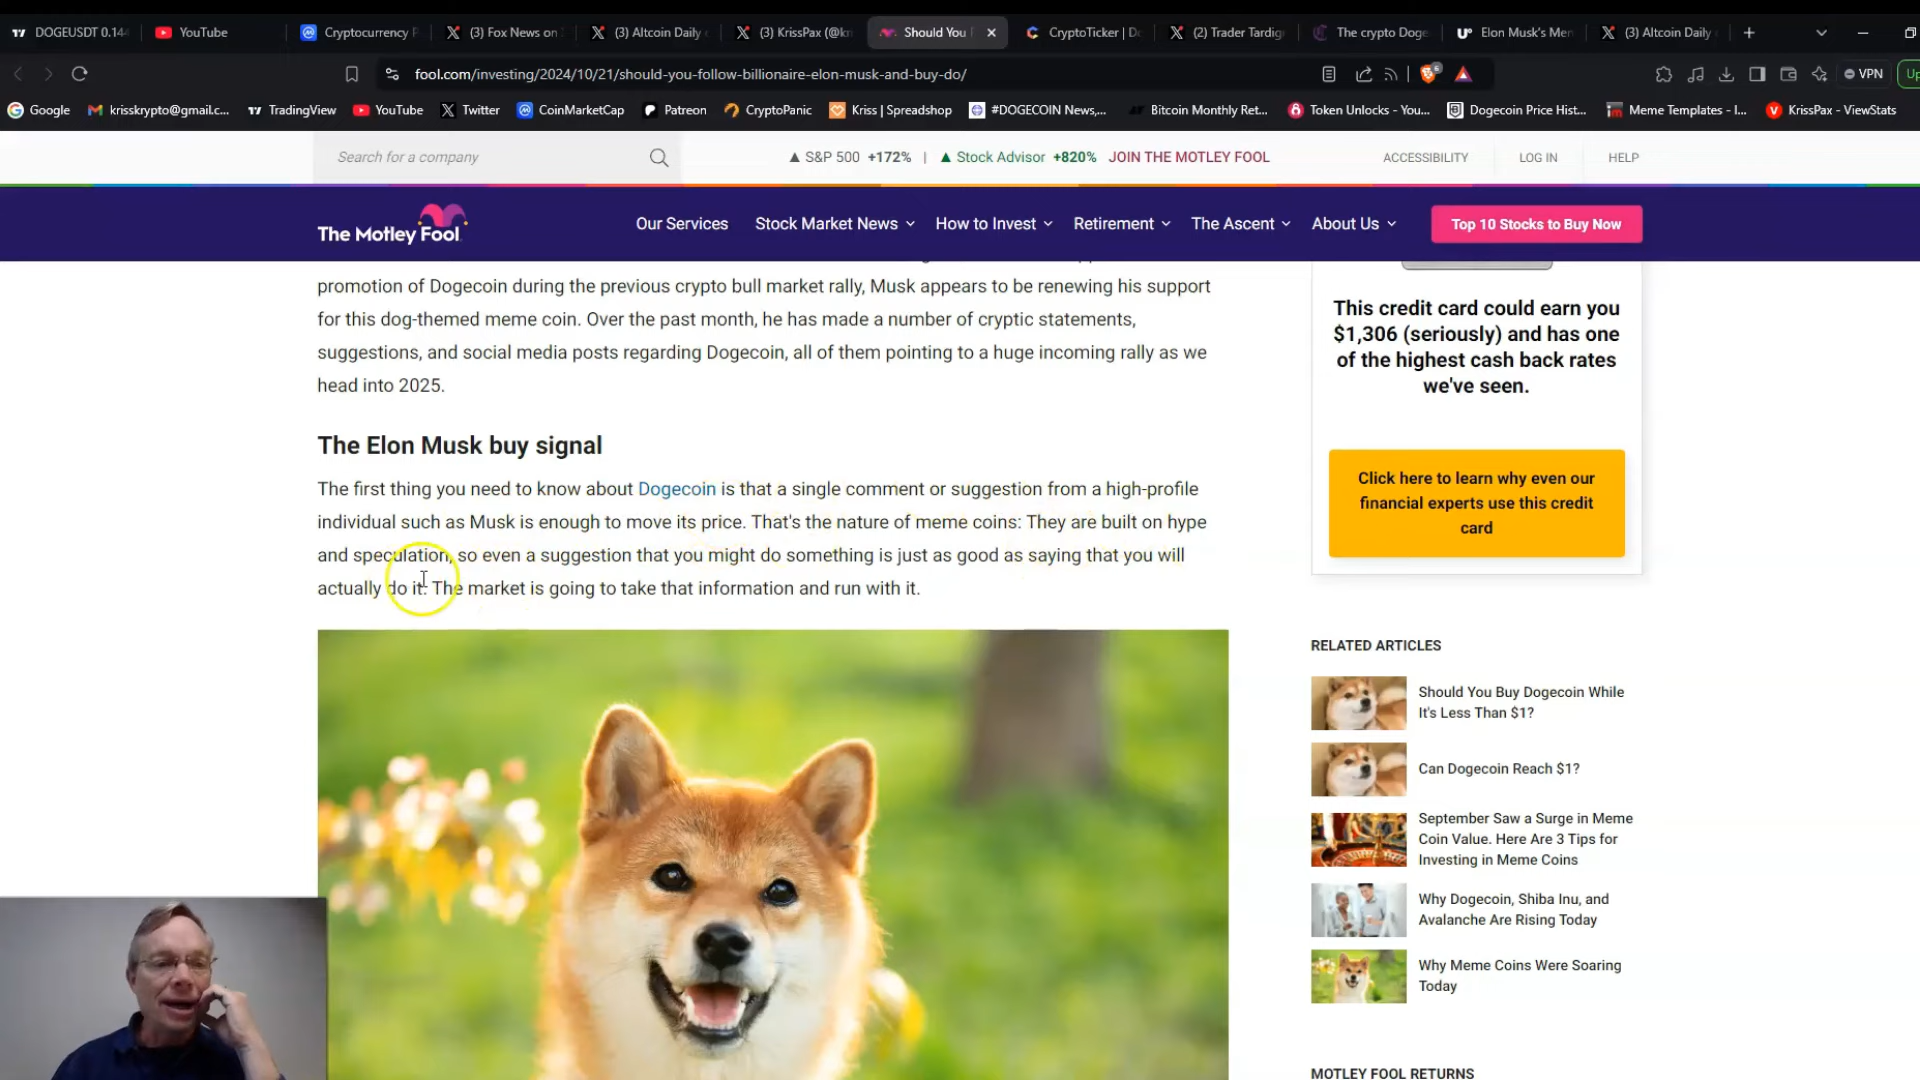 DOGEUSDT 0.144
YouTube
Cryptocurrency P
(3) Fox News on
(3) Altcoin Daily
(3) KrissPax (@kr
Should You
CryptoTicker | D
(2) Trader Tardig
The crypto Doge
Elon Musk's Mem
(3) Altcoin Daily
fool.com/investing/2024/10/21/should-you-follow-billionaire-elon-musk-and-buy-do/
6
VPN
Up
Google
krisskrypto@gmail.c...
TradingView
YouTube
Twitter
CoinMarketCap
Patreon
CryptoPanic
Kriss | Spreadshop
#DOGECOIN News,...
Bitcoin Monthly Ret...
Token Unlocks - You...
Dogecoin Price Hist...
Meme Templates - I...
KrissPax - ViewStats
Search for a company
▲ S&P 500 +172% | ▲ Stock Advisor +820% JOIN THE MOTLEY FOOL
ACCESSIBILITY
LOG IN
HELP
The Motley Fool
Our Services
Stock Market News
How to Invest
Retirement
The Ascent
About Us
Top 10 Stocks to Buy Now
promotion of Dogecoin during the previous crypto bull market rally, Musk appears to be renewing his support
for this dog-themed meme coin. Over the past month, he has made a number of cryptic statements,
suggestions, and social media posts regarding Dogecoin, all of them pointing to a huge incoming rally as we
head into 2025.
The Elon Musk buy signal
The first thing you need to know about Dogecoin is that a single comment or suggestion from a high-profile
individual such as Musk is enough to move its price. That's the nature of meme coins: They are built on hype
and speculation, so even a suggestion that you might do something is just as good as saying that you will
actually do it. The market is going to take that information and run with it.
This credit card could earn you
$1,306 (seriously) and has one
of the highest cash back rates
we've seen.
Click here to learn why even our
financial experts use this credit
card
RELATED ARTICLES
Should You Buy Dogecoin While
It's Less Than $1?
Can Dogecoin Reach $1?
September Saw a Surge in Meme
Coin Value. Here Are 3 Tips for
Investing in Meme Coins
Why Dogecoin, Shiba Inu, and
Avalanche Are Rising Today
Why Meme Coins Were Soaring
Today
MOTLEY FOOL RETURNS